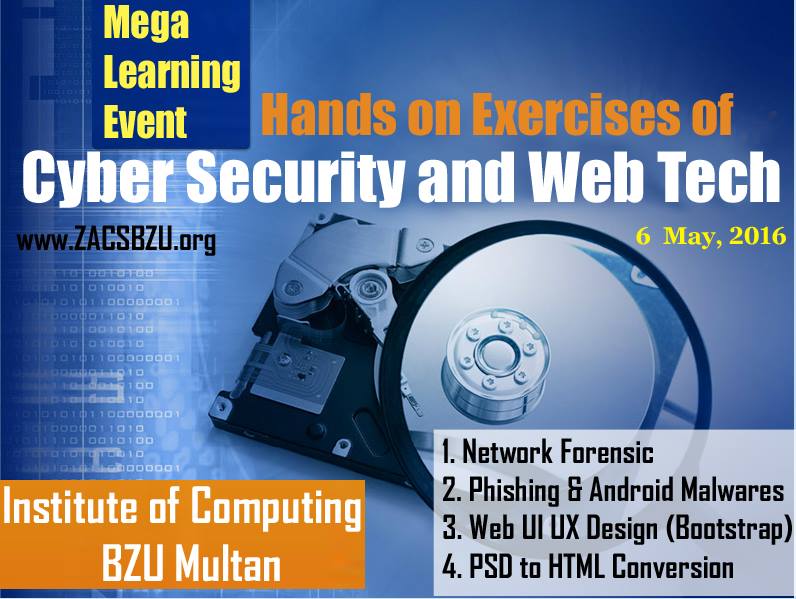 Mega
Learning
Event
Hands on Exercises of
Cyber Security and Web Tech
www.ZACSBZU.org
6 May, 2016
1. Network Forensic
2. Phishing & Android Malwares
3. Web UI UX Design (Bootstrap)
4. PSD to HTML Conversion
Institute of Computing
BZU Multan